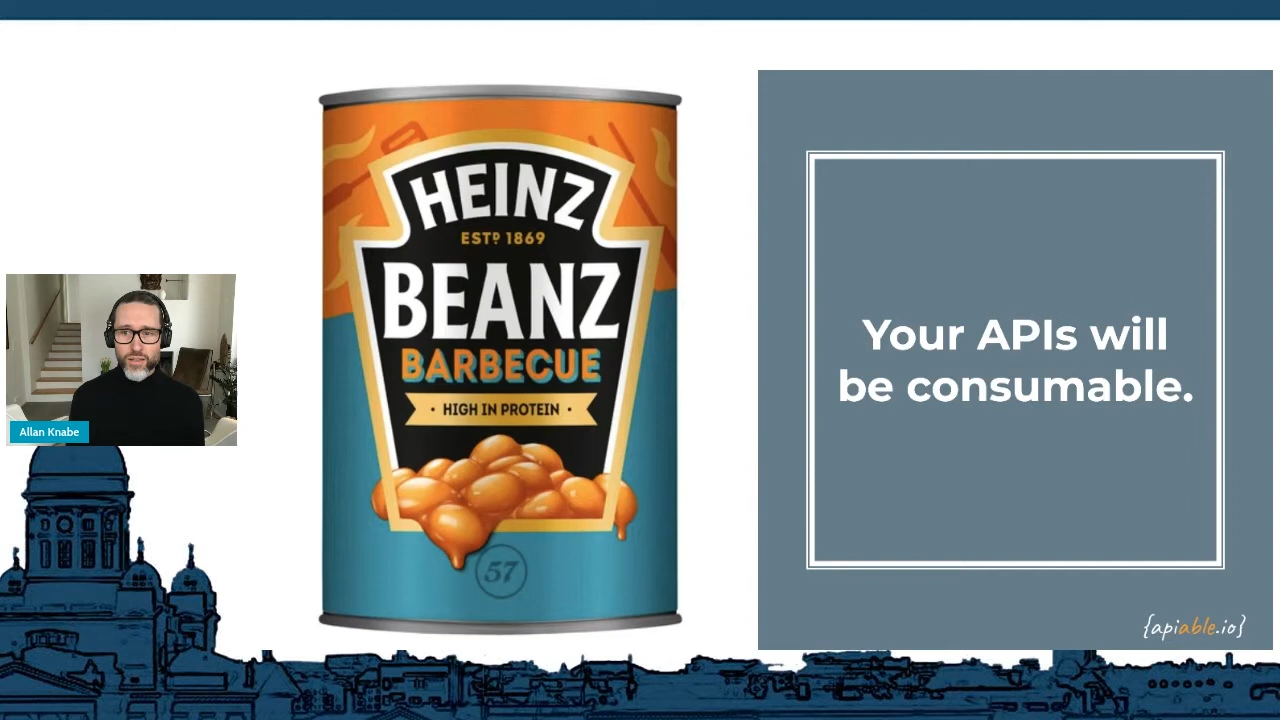 HEINZ
ESTD 1869
BEANZ
BARBECUE
· HIGH IN PROTEIN ·
57
Allan Knabe
Your APIs will
be consumable.
{apiable.io}